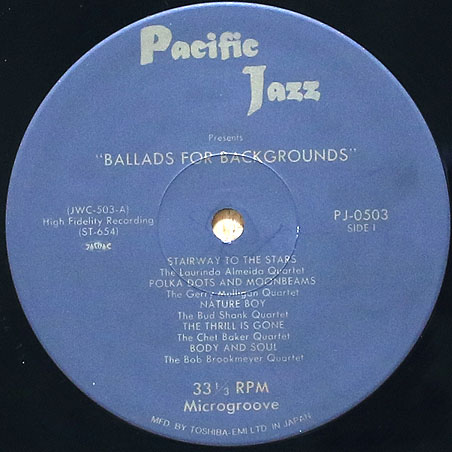 Pacific
Jazz
Presents
"BALLADS FOR BACKGROUNDS"
(JWC-503-A)
High Fidelity Recording
(ST-654)
PJ-0503
SIDE 1
STAIRWAY TO THE STARS
The Laurindo Almeida Quartet
POLKA DOTS AND MOONBEAMS
The Gerry Mulligan Quartet
NATURE BOY
The Bud Shank Quartet
THE THRILL IS GONE
The Chet Baker Quartet
BODY AND SOUL
The Bob Brookmeyer Quartet
33 1/3 RPM
Microgroove
MFD. BY TOSHIBA-EMI LTD. IN JAPAN